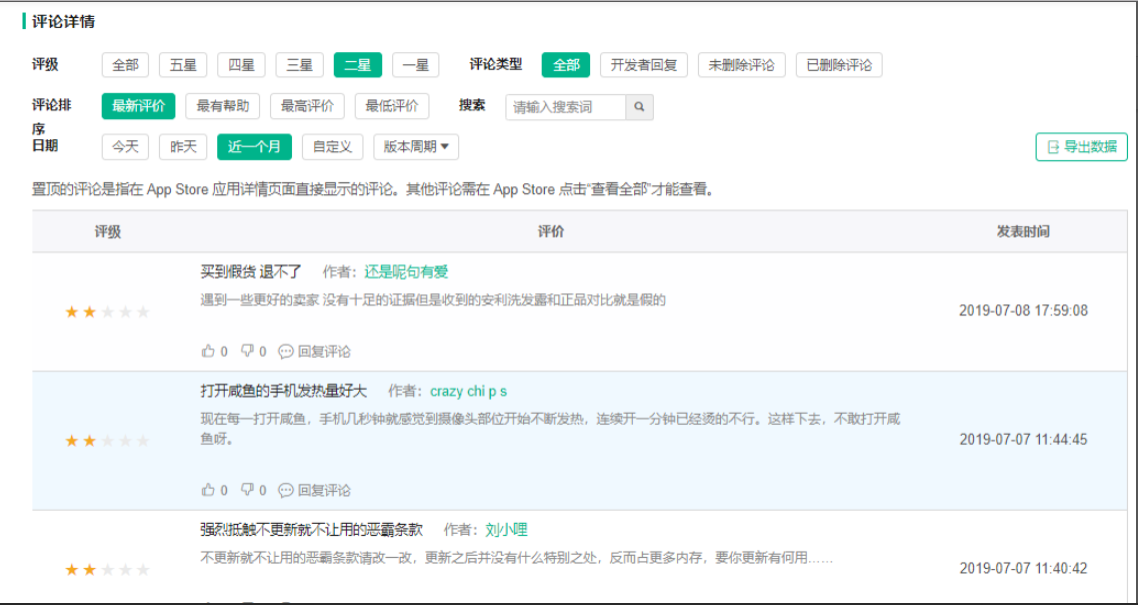 评论详情
评级 全部 五星 四星 三星 二星 一星 评论类型 全部 开发者回复 未删除评论 已删除评论
评论排序 最新评价 最有帮助 最高评价 最低评价 搜索 请输入搜索词
日期 今天 昨天 近一个月 自定义 版本周期 导出数据
置顶的评论是指在 App Store 应用详情页面直接显示的评论。其他评论需在 App Store 点击“查看全部”才能查看。
评级 评价 发表时间
买到假货 退不了 作者：还是呢句有爱
遇到一些更好的卖家 没有十足的证据但是收到的安利洗发露和正品对比就是假的
2019-07-08 17:59:08
0 0 回复评论
打开咸鱼的手机发热量好大 作者：crazy chi p s
现在每一打开咸鱼，手机几秒钟就感觉到摄像头部位开始不断发热，连续开一分钟已经烫的不行。这样下去，不敢打开咸
鱼呀。
2019-07-07 11:44:45
0 0 回复评论
强烈抵触不更新就不让用的恶霸条款 作者：刘小哩
不更新就不让用的恶霸条款请改一改，更新之后并没有什么特别之处，反而占更多内存，要你更新有何用……
2019-07-07 11:40:42